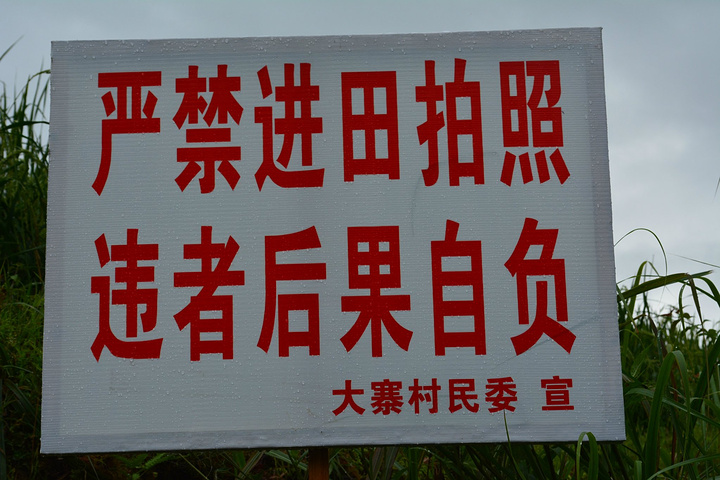 严禁进田拍照
违者后果自负
大寨村民委 宣